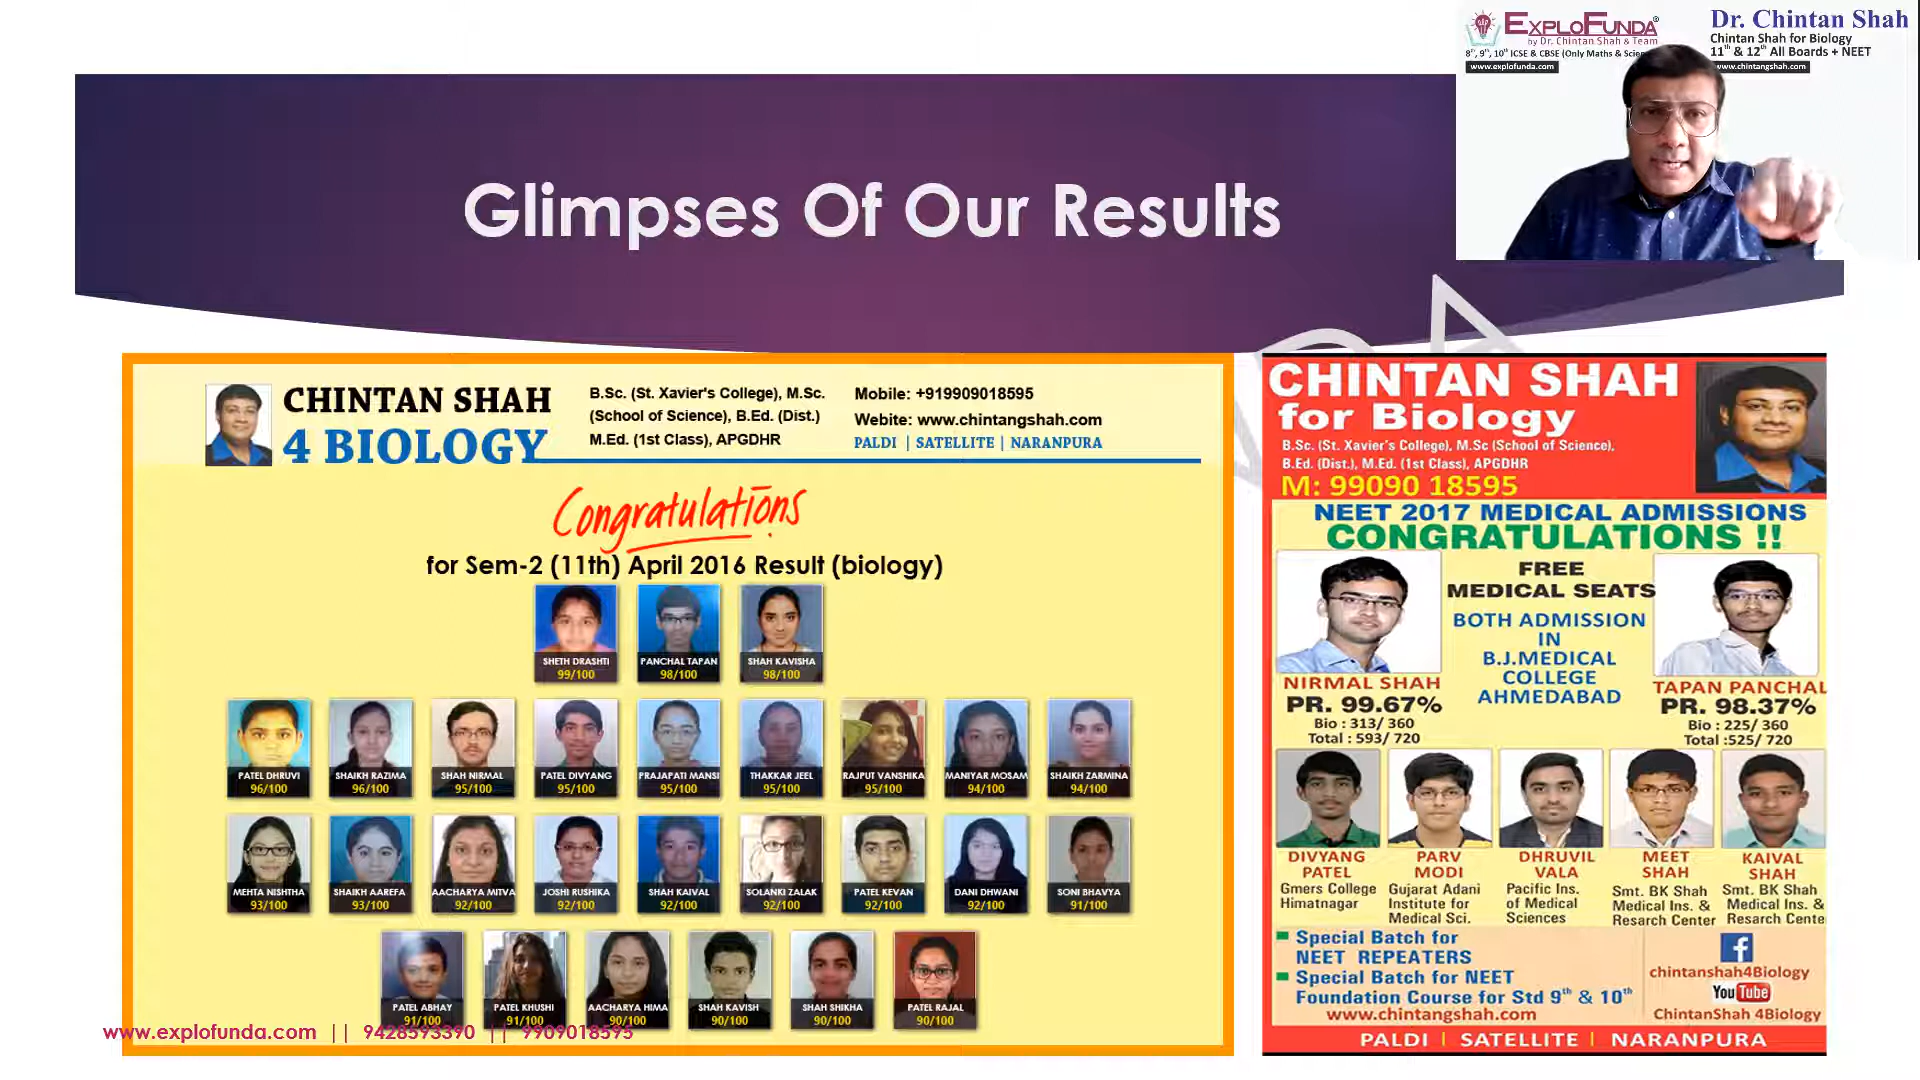 EXPLOFUNDA®
by Dr. Chintan Shah & Team
8th, 9th, 10th ICSE & CBSE (Only Maths &
www.explofunda.com
Dr. Chintan Shah
Chintan Shah for Biology
11th & 12th All Boards + NEET
www.chintangshah.com
Glimpses Of Our Results
CHINTAN SHAH
4 BIOLOGY
B.Sc. (St. Xavier's College), M.Sc.
(School of Science), B.Ed. (Dist.)
M.Ed. (1st Class), APGDHR
Mobile: +919909018595
Webite: www.chintangshah.com
PALDI | SATELLITE | NARANPURA
Congratulations
for Sem-2 (11th) April 2016 Result (biology)
SHETH DRASHTI
99/100
PANCHAL TAPAN
98/100
SHAH KAVISHA
98/100
PATEL DHRUVI
96/100
SHAIKH RAZIMA
96/100
SHAH NIRMAL
95/100
PATEL DIVYANG
95/100
PRAJAPATI MANSI
95/100
THAKKAR JEEL
95/100
RAJPUT VANSHIKA
95/100
MANIYAR MOSAM
94/100
SHAIKH ZARMINA
94/100
MEHTA NISHTHA
93/100
SHAIKH AAREFA
93/100
AACHARYA MITVA
92/100
JOSHI RUSHIKA
92/100
SHAH KAIVAL
92/100
SOLANKI ZALAK
92/100
PATEL KEVAN
92/100
DANI DHWANI
92/100
SONI BHAVYA
91/100
PATEL ABHAY
91/100
PATEL KHUSHI
91/100
AACHARYA HIMA
90/100
SHAH KAVISH
90/100
SHAH SHIKHA
90/100
PATEL RAJAL
90/100
www.explofunda.com || 9428593390 || 9909018595
CHINTAN SHAH
for Biology
B.Sc. (St. Xavier's College), M.Sc (School of Science),
B.Ed. (Dist.), M.Ed. (1st Class), APGDHR
M: 99090 18595
NEET 2017 MEDICAL ADMISSIONS
CONGRATULATIONS !!
FREE
MEDICAL SEATS
BOTH ADMISSION
IN
B.J.MEDICAL
COLLEGE
AHMEDABAD
NIRMAL SHAH
PR. 99.67%
Bio : 313/ 360
Total : 593/ 720
TAPAN PANCHAL
PR. 98.37%
Bio : 225/ 360
Total :525/ 720
DIVYANG
PATEL
Gmers College
Himatnagar
PARV
MODI
Gujarat Adani
Institute for
Medical Sci.
DHRUVIL
VALA
Pacific Ins.
of Medical
Sciences
MEET
SHAH
Smt. BK Shah
Medical Ins. &
Resarch Center
KAIVAL
SHAH
Smt. BK Shah
Medical Ins. &
Resarch Cente
Special Batch for
NEET REPEATERS
Special Batch for NEET
Foundation Course for Std 9th & 10th
www.chintangshah.com
f
chintanshah4Biology
YouTube
ChintanShah 4Biology
PALDI | SATELLITE | NARANPURA